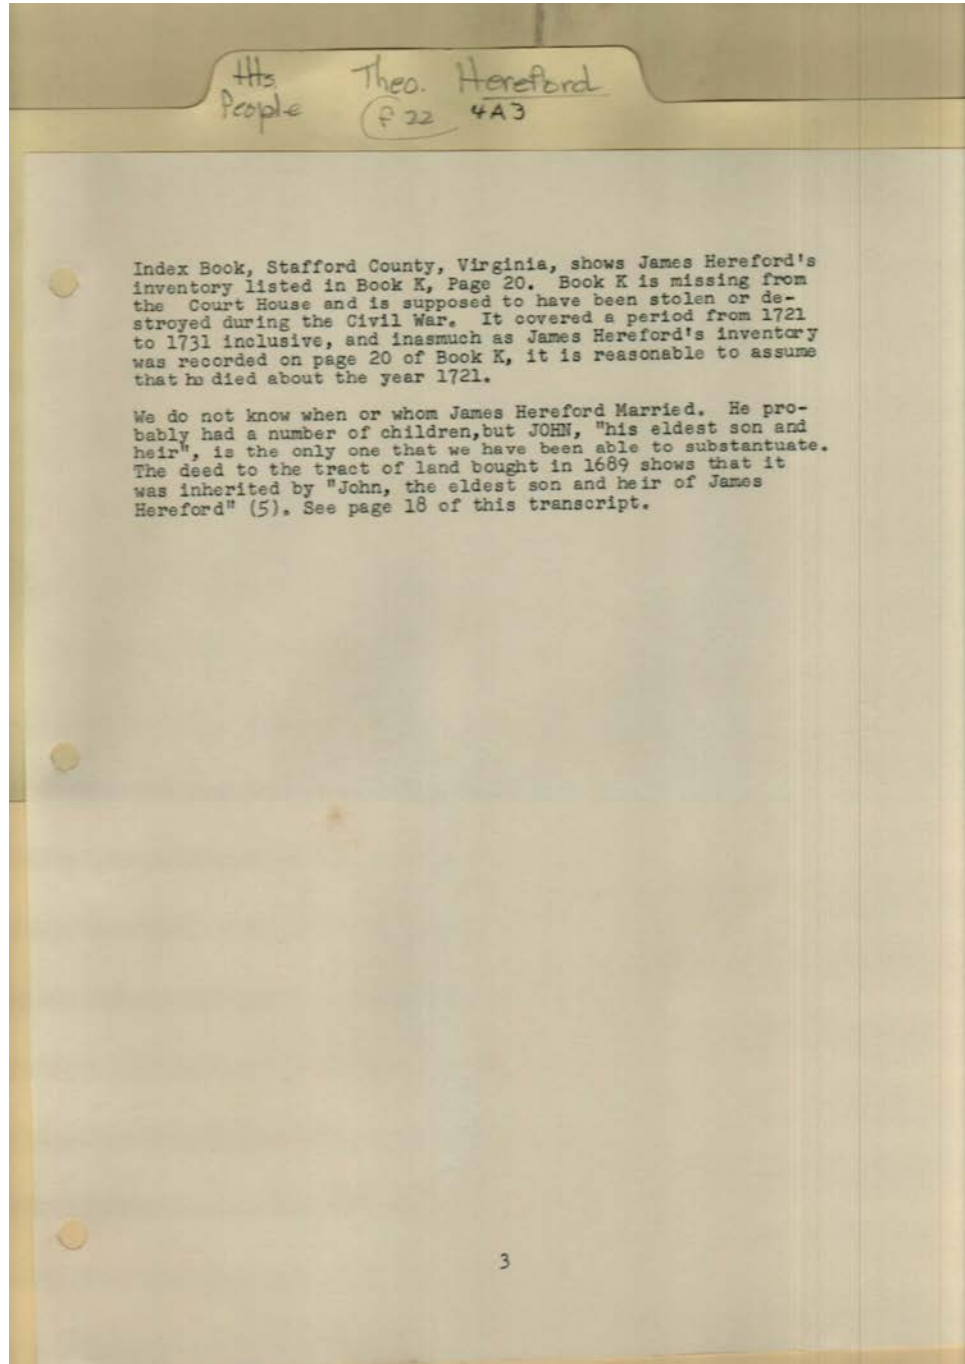 HHs Theo. Hereford
People f 22 4A3
Index Book, Stafford County, Virginia, shows James Hereford's
inventory listed in Book K, Page 20. Book K is missing from
the Court House and is supposed to have been stolen or de-
stroyed during the Civil War. It covered a period from 1721
to 1731 inclusive, and inasmuch as James Hereford's inventory
was recorded on page 20 of Book K, it is reasonable to assume
that he died about the year 1721.
We do not know when or whom James Hereford Married. He pro-
bably had a number of children,but JOHN, "his eldest son and
heir", is the only one that we have been able to substantuate.
The deed to the tract of land bought in 1689 shows that it
was inherited by "John, the eldest son and heir of James
Hereford" (5). See page 18 of this transcript.
3